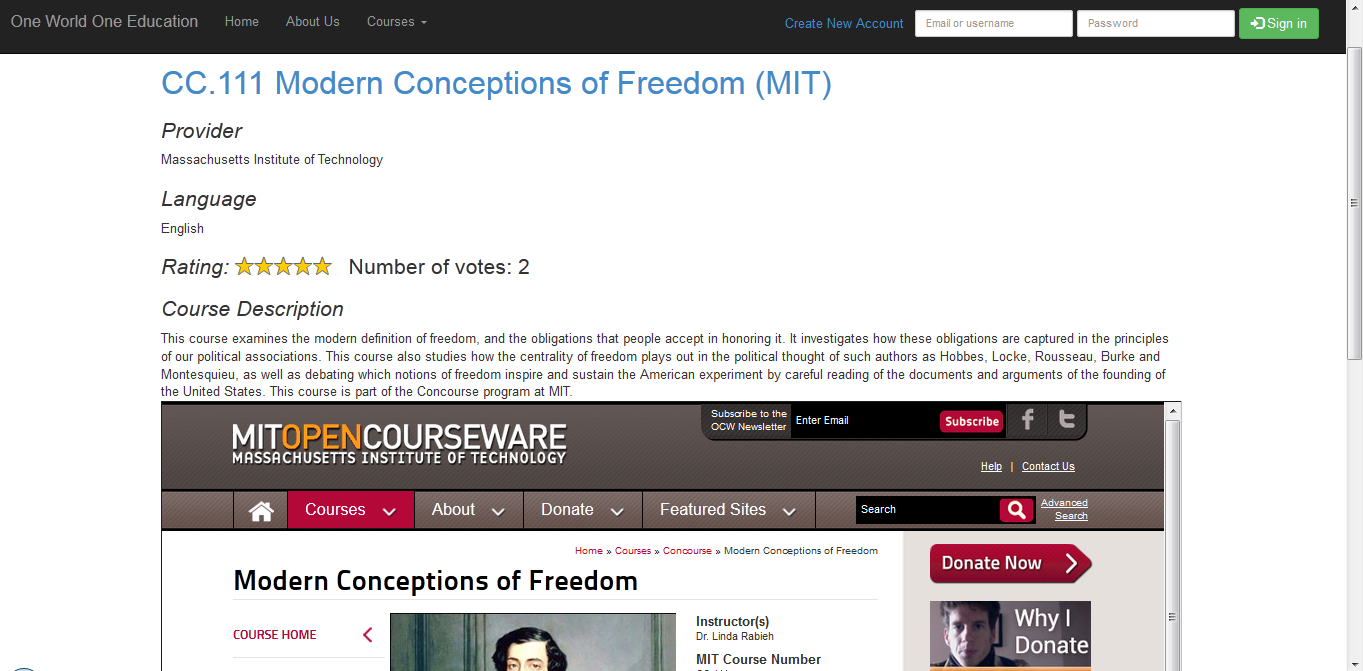 One World One Education Home About Us Courses Create New Account Email or username Password Sign in
CC.111 Modern Conceptions of Freedom (MIT)
Provider
Massachusetts Institute of Technology
Language
English
Rating: Number of votes: 2
Course Description
This course examines the modern definition of freedom, and the obligations that people accept in honoring it. It investigates how these obligations are captured in the principles
of our political associations. This course also studies how the centrality of freedom plays out in the political thought of such authors as Hobbes, Locke, Rousseau, Burke and
Montesquieu, as well as debating which notions of freedom inspire and sustain the American experiment by careful reading of the documents and arguments of the founding of
the United States. This course is part of the Concourse program at MIT.
Subscribe to the
OCW Newsletter
Enter Email Subscribe
MITOPENCOURSEWARE
MASSACHUSETTS INSTITUTE OF TECHNOLOGY
Help | Contact Us
Courses About Donate Featured Sites Search
Advanced
Search
Home » Courses » Concourse » Modern Conceptions of Freedom
Modern Conceptions of Freedom
COURSE HOME
Instructor(s)
Dr. Linda Rabieh
MIT Course Number
Donate Now
Why I
Donate